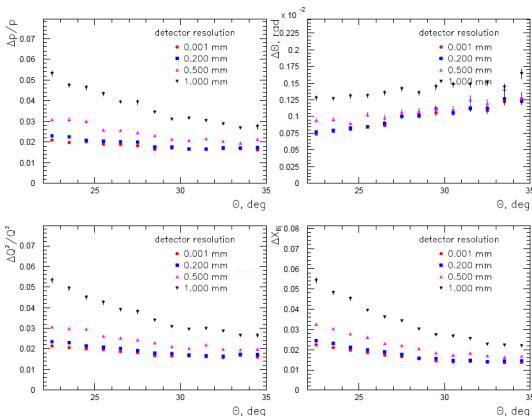 Δp/p
0.07
0.06
0.05
0.04
0.03
0.02
0.01
0
25
30
35
Θ, deg
detector resolution
0.001 mm
0.200 mm
0.500 mm
1.000 mm
x 10⁻²
ΔΘ, rad
0.2
0.175
0.15
0.125
0.1
0.075
0.05
0.025
0
25
30
35
Θ, deg
detector resolution
0.001 mm
0.200 mm
0.500 mm
1.000 mm
ΔQ²/Q²
0.07
0.06
0.05
0.04
0.03
0.02
0.01
0
25
30
35
Θ, deg
detector resolution
0.001 mm
0.200 mm
0.500 mm
1.000 mm
ΔX_Bj
0.08
0.07
0.06
0.05
0.04
0.03
0.02
0.01
0
25
30
35
Θ, deg
detector resolution
0.001 mm
0.200 mm
0.500 mm
1.000 mm